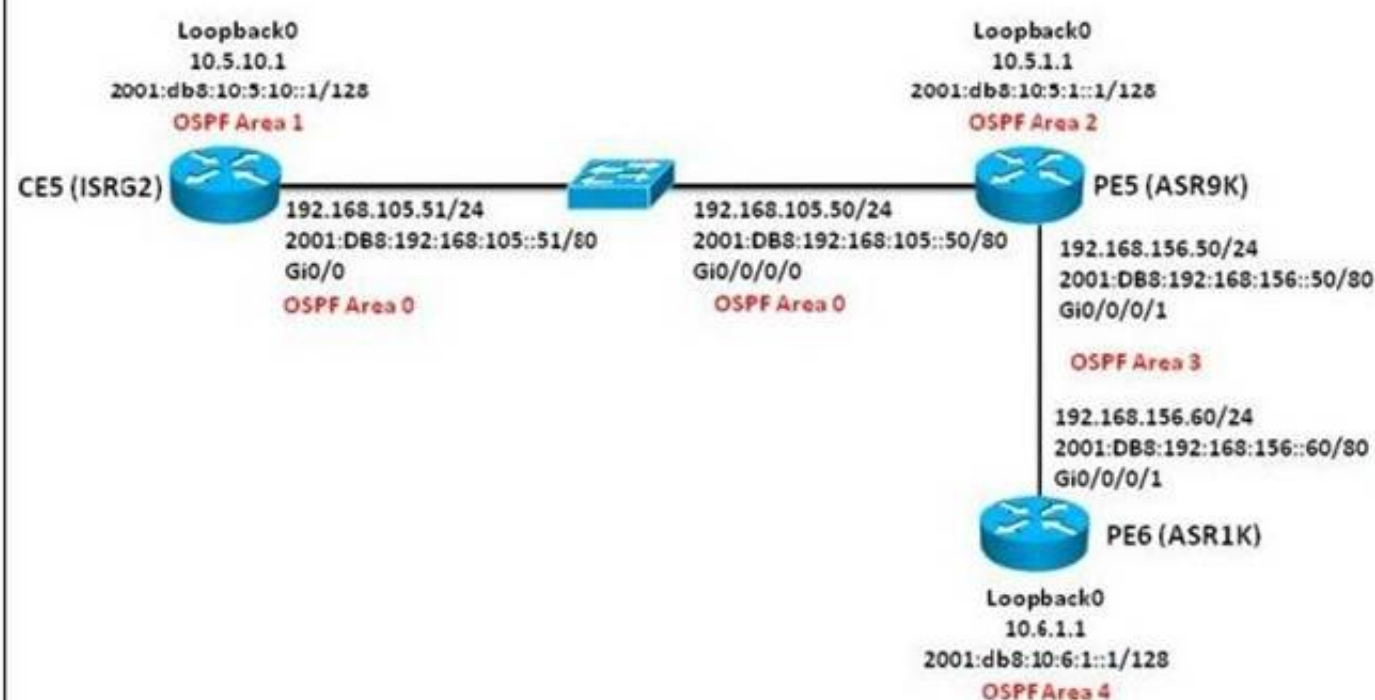 Loopback0
10.5.10.1
2001:db8:10:5:10::1/128
OSPF Area 1
CE5 (ISRG2)
192.168.105.51/24
2001:DB8:192:168:105::51/80
Gi0/0
OSPF Area 0
192.168.105.50/24
2001:DB8:192:168:105::50/80
Gi0/0/0/0
OSPF Area 0
Loopback0
10.5.1.1
2001:db8:10:5:1::1/128
OSPF Area 2
PE5 (ASR9K)
192.168.156.50/24
2001:DB8:192:168:156::50/80
Gi0/0/0/1
OSPF Area 3
192.168.156.60/24
2001:DB8:192:168:156::60/80
Gi0/0/0/1
PE6 (ASR1K)
Loopback0
10.6.1.1
2001:db8:10:6:1::1/128
OSPF Area 4